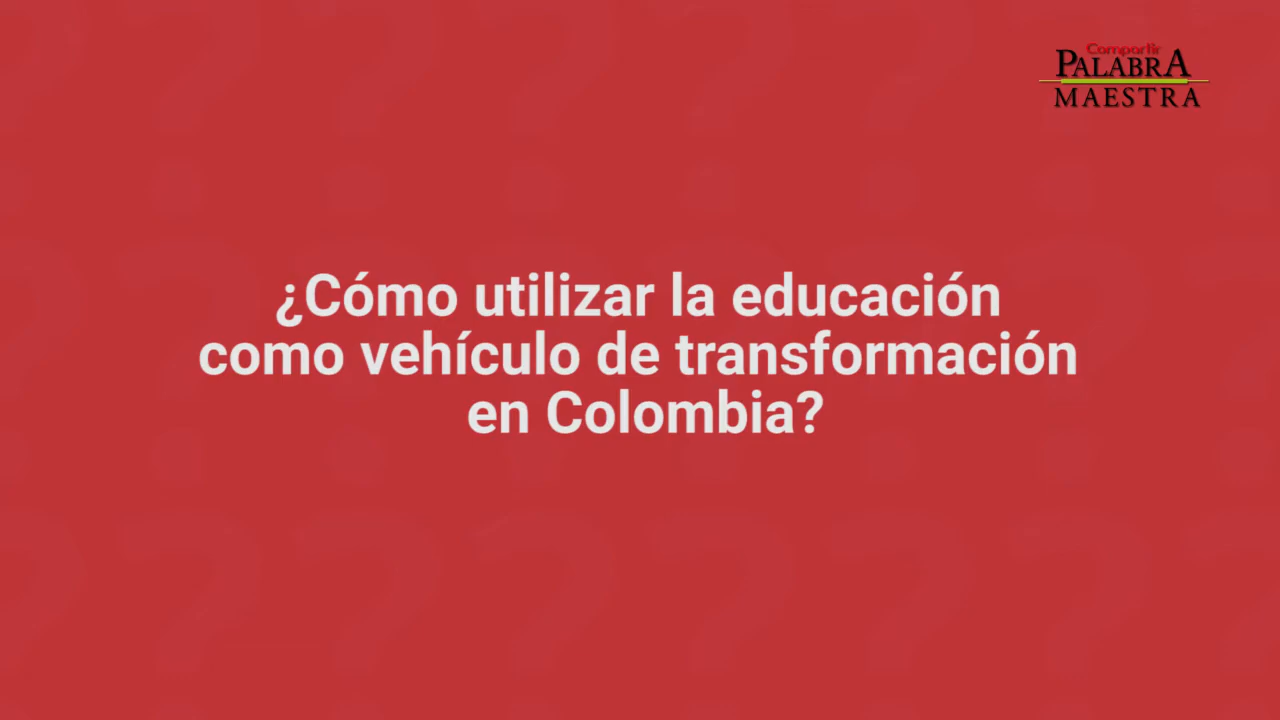 Compartir
PALABRA
MAESTRA
¿Cómo utilizar la educación
como vehículo de transformación
en Colombia?